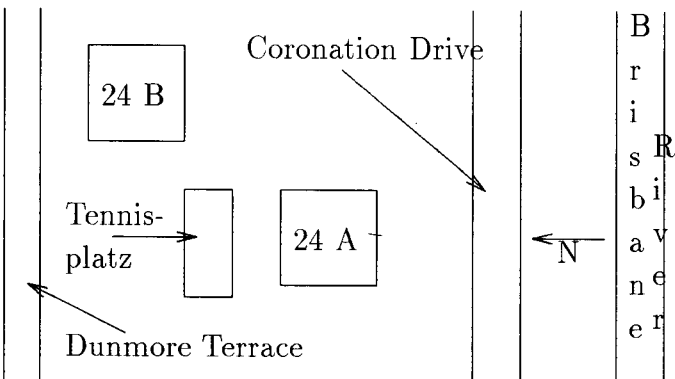 Coronation Drive
24 B
Tennis-
platz
24 A
N
Dunmore Terrace
Brisbane
River